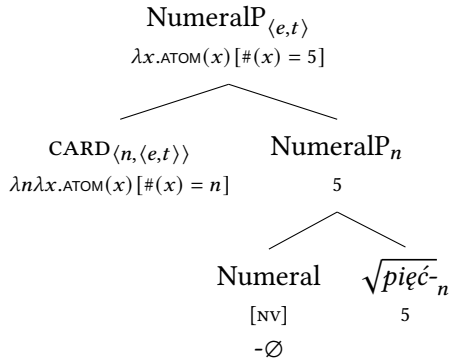 NumeralP⟨e,t⟩
λx.ATOM(x)[#(x) = 5]
CARD⟨n,⟨e,t⟩⟩ NumeralPn
λnλx.ATOM(x)[#(x) = n] 5
Numeral √pięć-n
[NV] 5
-∅